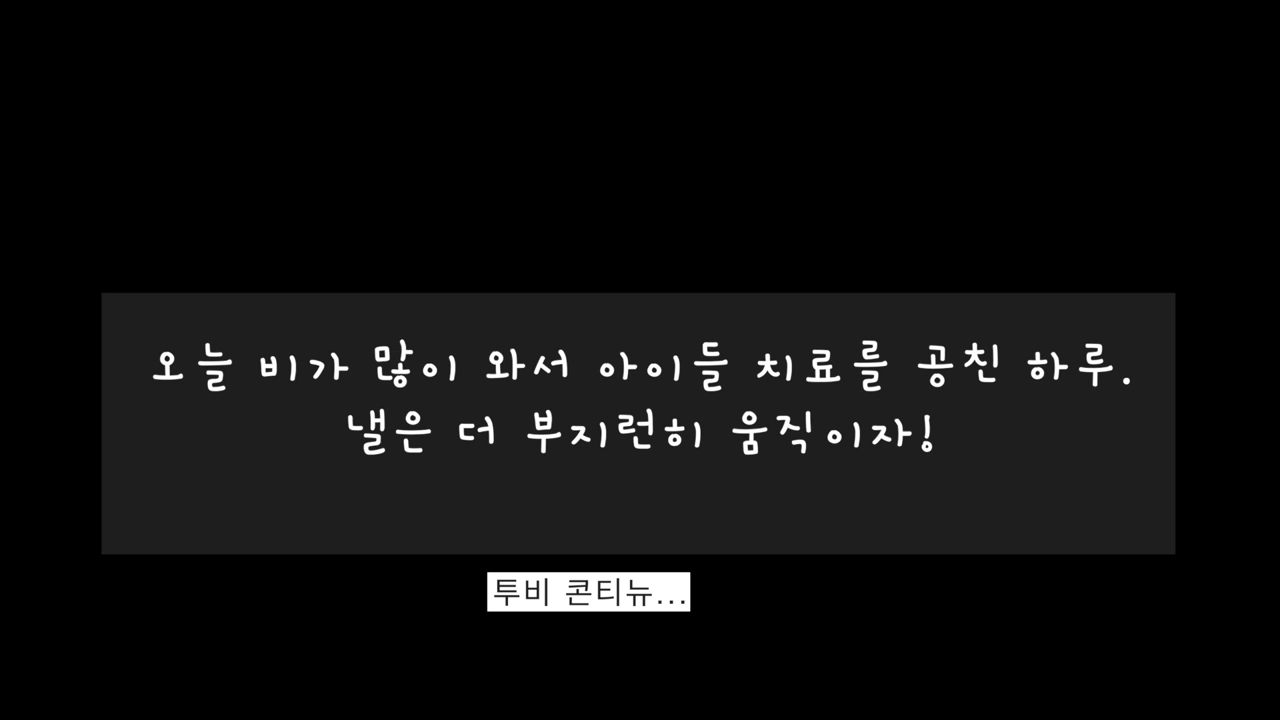 오늘 비가 많이 와서 아이들 치료를 공친 하루.
낼은 더 부지런히 움직이자!
투비 콘티뉴...